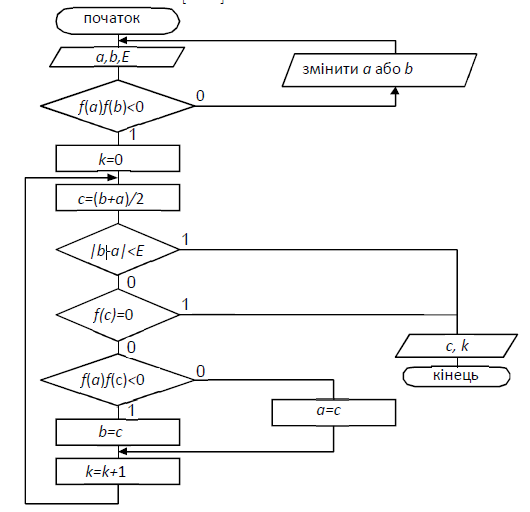 початок
a,b,E
змінити a або b
f(a)f(b)<0
0
1
k=0
c=(b+a)/2
|b-a|<E
1
0
f(c)=0
1
0
c, k
кінець
f(a)f(c)<0
0
1
a=c
b=c
k=k+1